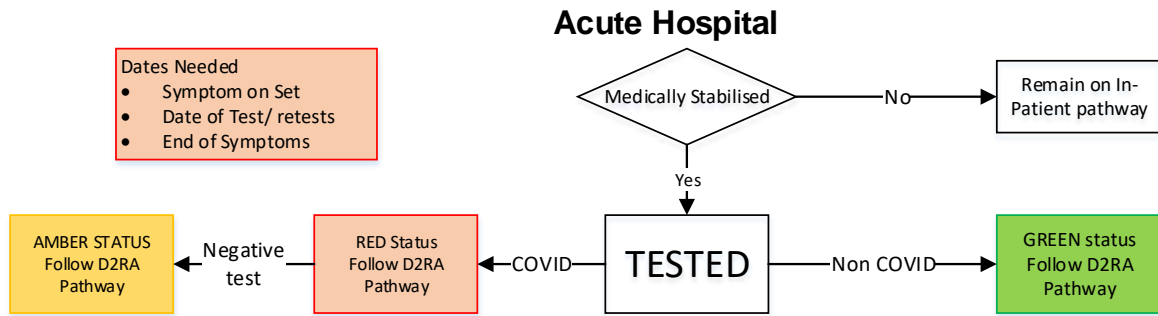 Acute Hospital
Dates Needed
• Symptom on Set
• Date of Test/ retests
• End of Symptoms
Medically Stabilised
No
Remain on In-
Patient pathway
Yes
AMBER STATUS
Follow D2RA
Pathway
Negative
test
RED Status
Follow D2RA
Pathway
COVID
TESTED
Non COVID
GREEN status
Follow D2RA
Pathway